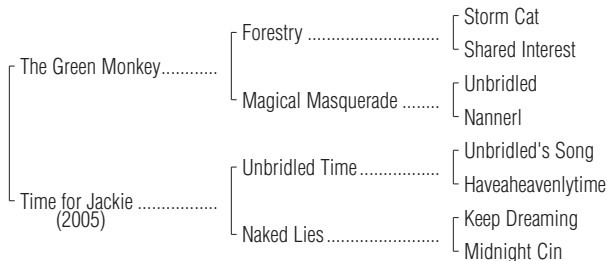 Storm Cat
Forestry ............................
Shared Interest
The Green Monkey............
Unbridled
Magical Masquerade ........
Nannerl
Unbridled's Song
Unbridled Time .................
Haveaheavenlytime
Time for Jackie .................
(2005)
Keep Dreaming
Naked Lies ........................
Midnight Cin